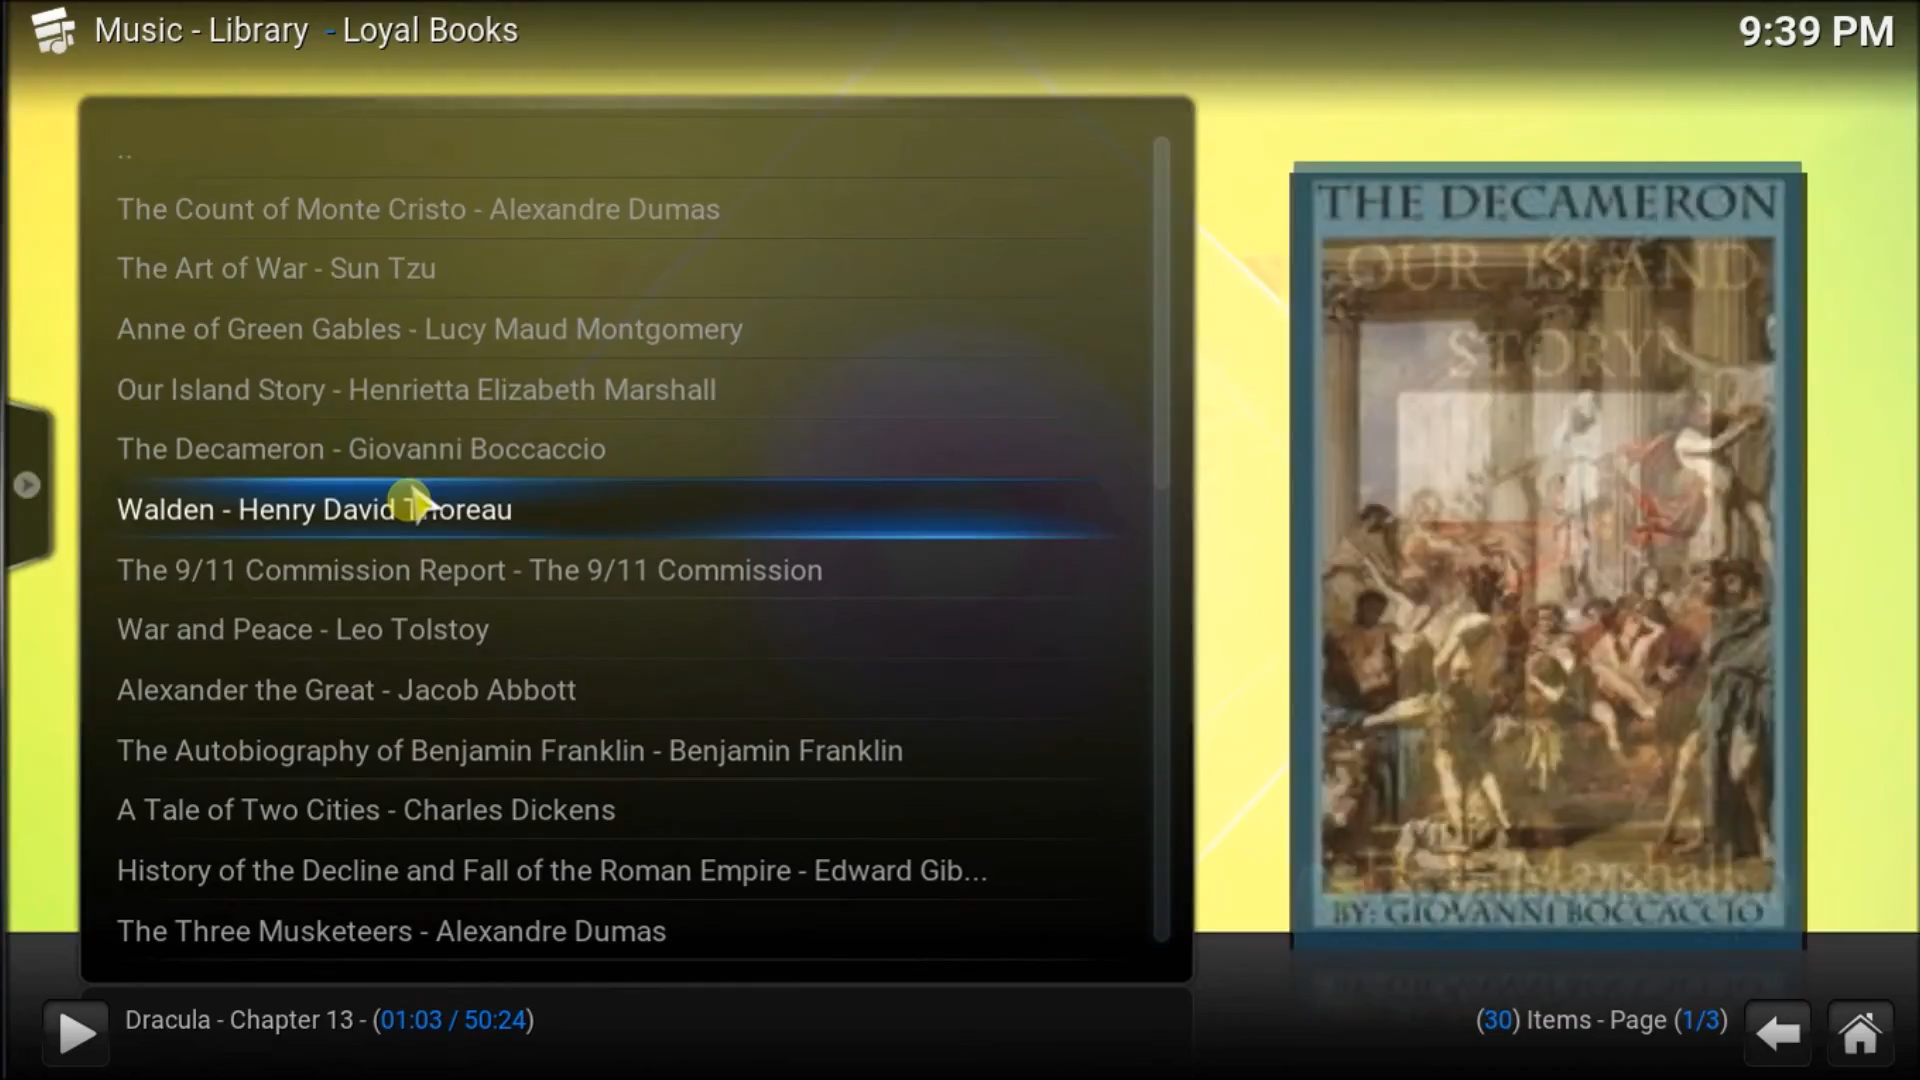 Music - Library - Loyal Books
9:39 PM
..
The Count of Monte Cristo - Alexandre Dumas
The Art of War - Sun Tzu
Anne of Green Gables - Lucy Maud Montgomery
Our Island Story - Henrietta Elizabeth Marshall
The Decameron - Giovanni Boccaccio
Walden - Henry David Thoreau
The 9/11 Commission Report - The 9/11 Commission
War and Peace - Leo Tolstoy
Alexander the Great - Jacob Abbott
The Autobiography of Benjamin Franklin - Benjamin Franklin
A Tale of Two Cities - Charles Dickens
History of the Decline and Fall of the Roman Empire - Edward Gib...
The Three Musketeers - Alexandre Dumas
THE DECAMERON
OUR ISLAND
STORY
Marshall
BY: GIOVANNI BOCCACCIO
Dracula - Chapter 13 - (01:03 / 50:24)
(30) Items - Page (1/3)